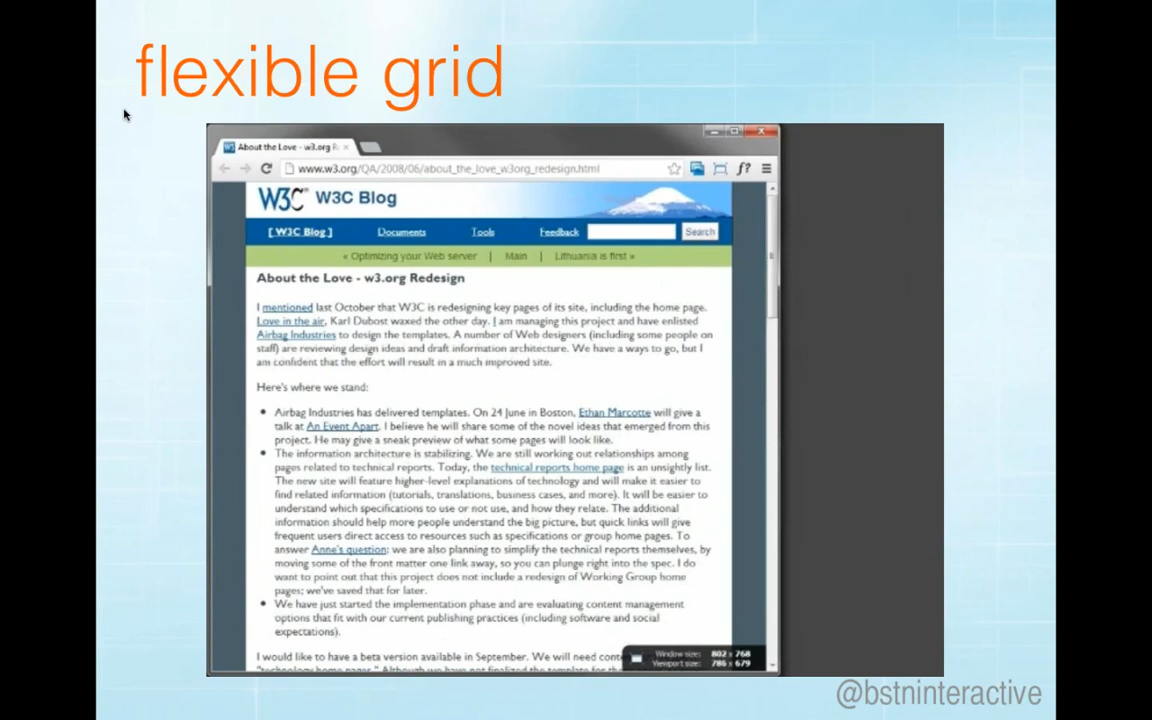 flexible grid
About the Love - w3.org R
www.w3.org/QA/2008/06/about_the_love_w3org_redesign.html
f?
W3C W3C Blog
[ W3C Blog ] Documents Tools Feedback Search
« Optimizing your Web server | Main | Lithuania is first »
About the Love - w3.org Redesign
I mentioned last October that W3C is redesigning key pages of its site, including the home page.
Love in the air, Karl Dubost waxed the other day. I am managing this project and have enlisted
Airbag Industries to design the templates. A number of Web designers (including some people on
staff) are reviewing design ideas and draft information architecture. We have a ways to go, but I
am confident that the effort will result in a much improved site.
Here's where we stand:
• Airbag Industries has delivered templates. On 24 June in Boston, Ethan Marcotte will give a
talk at An Event Apart. I believe he will share some of the novel ideas that emerged from this
project. He may give a sneak preview of what some pages will look like.
• The information architecture is stabilizing. We are still working out relationships among
pages related to technical reports. Today, the technical reports home page is an unsightly list.
The new site will feature higher-level explanations of technology and will make it easier to
find related information (tutorials, translations, business cases, and more). It will be easier to
understand which specifications to use or not use, and how they relate. The additional
information should help more people understand the big picture, but quick links will give
frequent users direct access to resources such as specifications or group home pages. To
answer Anne's question: we are also planning to simplify the technical reports themselves, by
moving some of the front matter one link away, so you can plunge right into the spec. I do
want to point out that this project does not include a redesign of Working Group home
pages; we've saved that for later.
• We have just started the implementation phase and are evaluating content management
options that fit with our current publishing practices (including software and social
expectations).
I would like to have a beta version available in September. We will need
Window size: 802 x 768
Viewport size: 786 x 679
"technology home pages." Although we have not finalized the template for
@bstninteractive